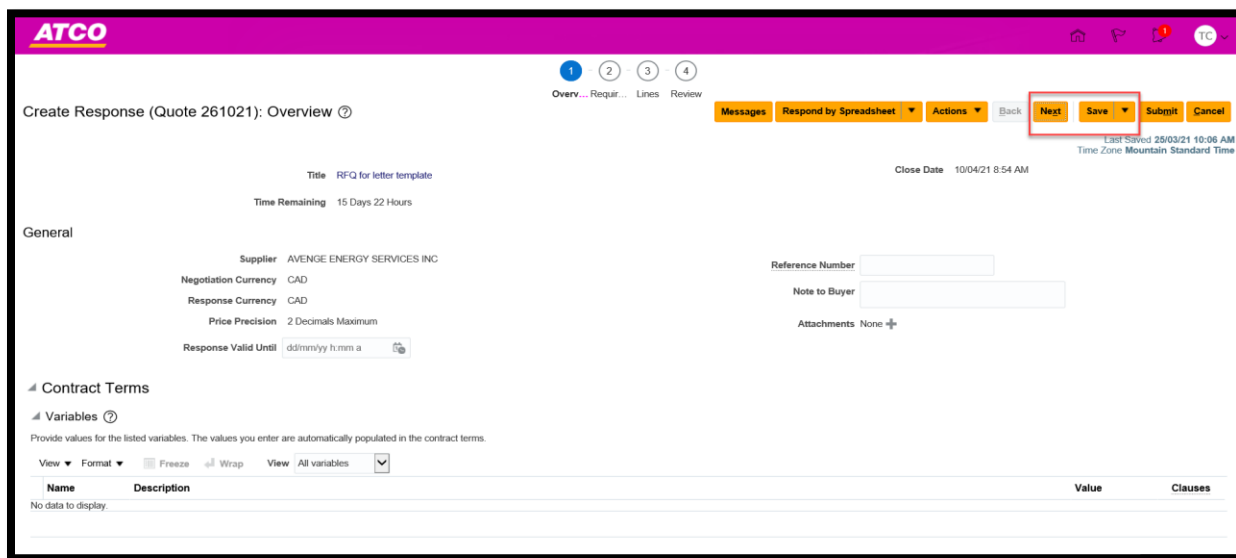 ATCO
1
TC
1 2 3 4
Overv... Requir... Lines Review
Create Response (Quote 261021): Overview ?
Messages Respond by Spreadsheet Actions Back Next Save Submit Cancel
Last Saved 25/03/21 10:06 AM
Time Zone Mountain Standard Time
Title RFQ for letter template
Close Date 10/04/21 8:54 AM
Time Remaining 15 Days 22 Hours
General
Supplier AVENGE ENERGY SERVICES INC
Reference Number
Negotiation Currency CAD
Note to Buyer
Response Currency CAD
Price Precision 2 Decimals Maximum
Attachments None
Response Valid Until dd/mm/yy h:mm a
Contract Terms
Variables ?
Provide values for the listed variables. The values you enter are automatically populated in the contract terms.
View Format Freeze Wrap View All variables
Name Description Value Clauses
No data to display.